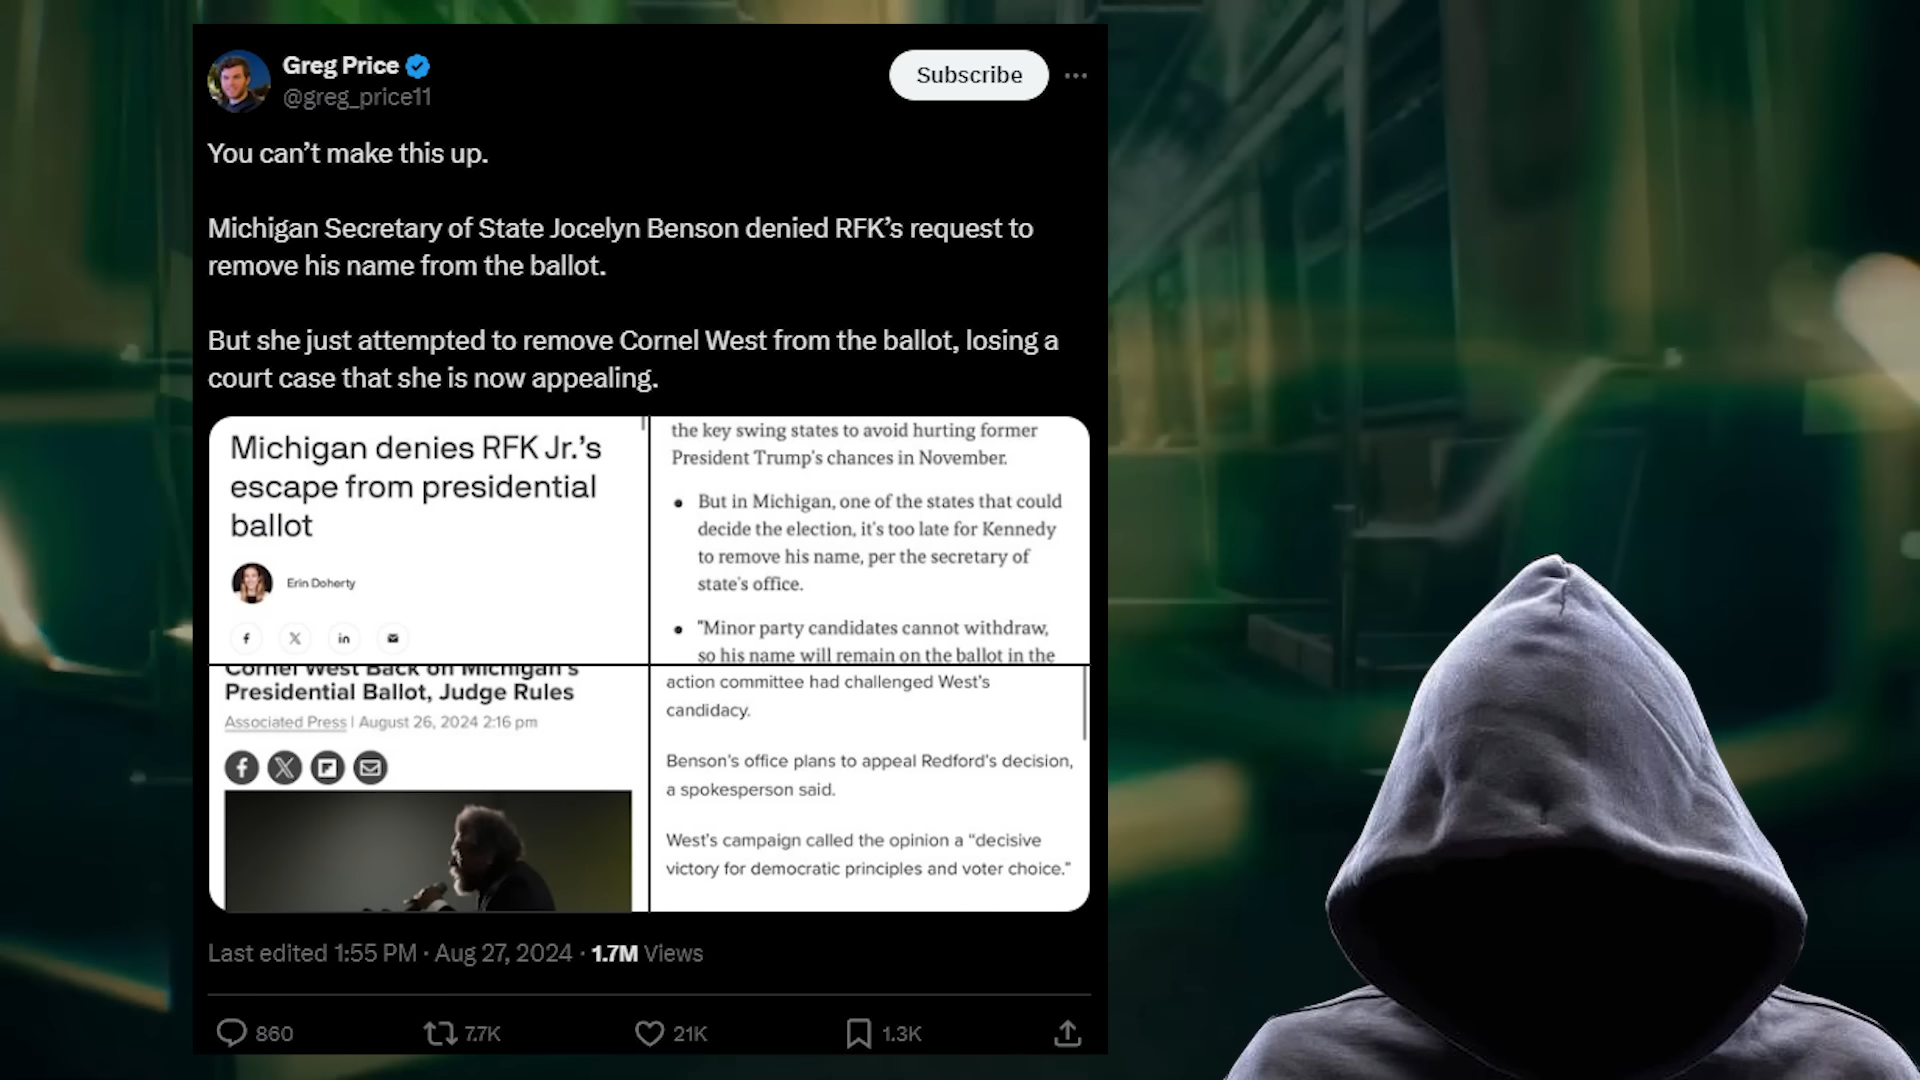 Greg Price
@greg_price11
Subscribe
You can’t make this up.
Michigan Secretary of State Jocelyn Benson denied RFK’s request to
remove his name from the ballot.
But she just attempted to remove Cornel West from the ballot, losing a
court case that she is now appealing.
Michigan denies RFK Jr.’s
escape from presidential
ballot
Erin Doherty
the key swing states to avoid hurting former
President Trump's chances in November.
But in Michigan, one of the states that could
decide the election, it's too late for Kennedy
to remove his name, per the secretary of
state's office.
"Minor party candidates cannot withdraw,
so his name will remain on the ballot in the
Cornel West Back on Michigan's
Presidential Ballot, Judge Rules
Associated Press | August 26, 2024 2:16 pm
action committee had challenged West's
candidacy.
Benson's office plans to appeal Redford's decision,
a spokesperson said.
West's campaign called the opinion a “decisive
victory for democratic principles and voter choice.”
Last edited 1:55 PM · Aug 27, 2024 · 1.7M Views
860 7.7K 21K 1.3K